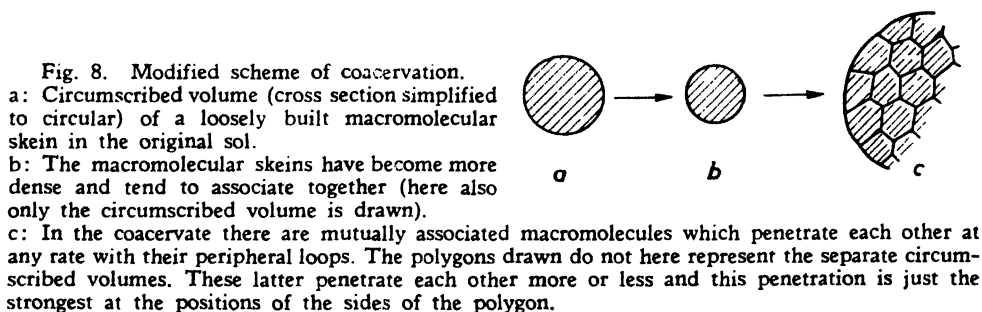 Fig. 8. Modified scheme of coacervation.
a: Circumscribed volume (cross section simplified
to circular) of a loosely built macromolecular
skein in the original sol.
b: The macromolecular skeins have become more
dense and tend to associate together (here also
only the circumscribed volume is drawn).
a
b
c
c: In the coacervate there are mutually associated macromolecules which penetrate each other at
any rate with their peripheral loops. The polygons drawn do not here represent the separate circum-
scribed volumes. These latter penetrate each other more or less and this penetration is just the
strongest at the positions of the sides of the polygon.